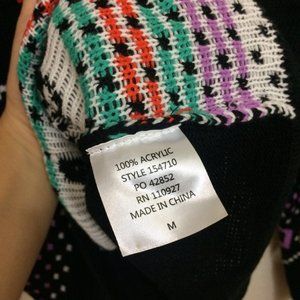 100% ACRYLIC
STYLE 154710
PO 42852
RN 110927
MADE IN CHINA
M